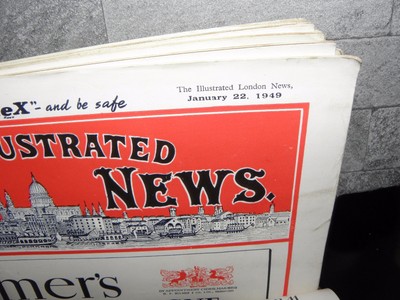 eX"- and be safe
The Illustrated London News,
January 22. 1949
USTRATED
NEWS.
mer's